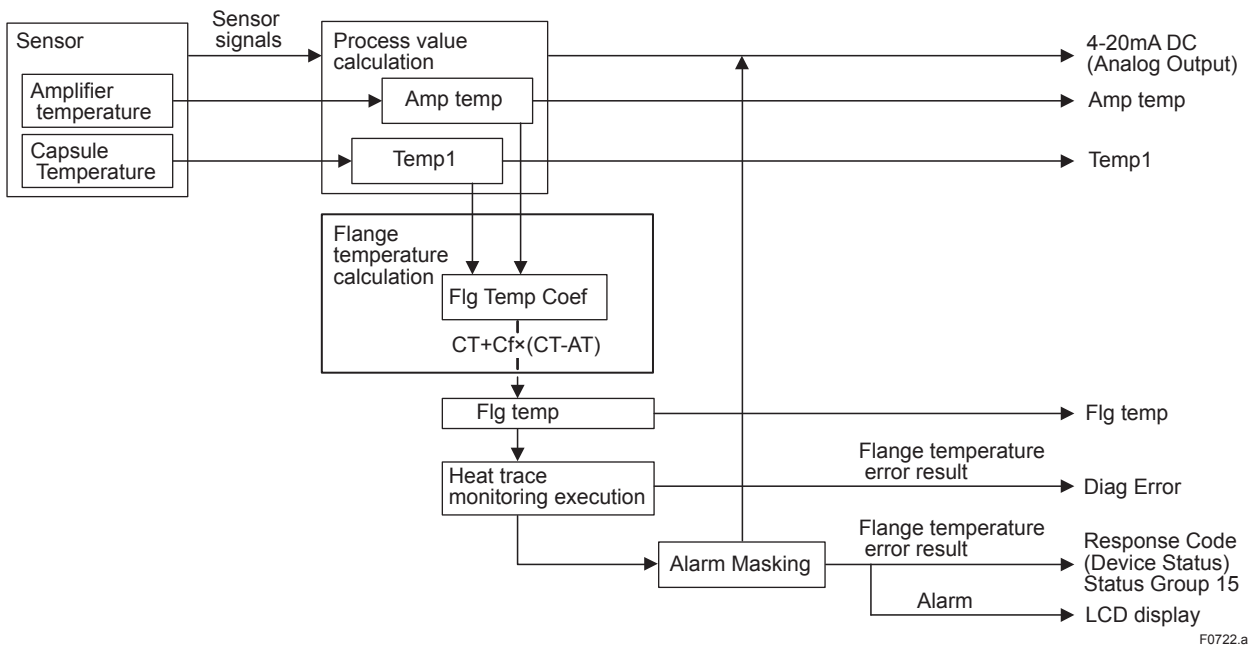 Sensor
Amplifier
temperature
Capsule
Temperature
Sensor
signals
Process value
calculation
Amp temp
Temp1
4-20mA DC
(Analog Output)
Amp temp
Temp1
Flange
temperature
calculation
Flg Temp Coef
CT+Cf×(CT-AT)
Flg temp
Flg temp
Heat trace
monitoring execution
Flange temperature
error result
Diag Error
Alarm Masking
Flange temperature
error result
Response Code
(Device Status)
Status Group 15
Alarm
LCD display
F0722.a